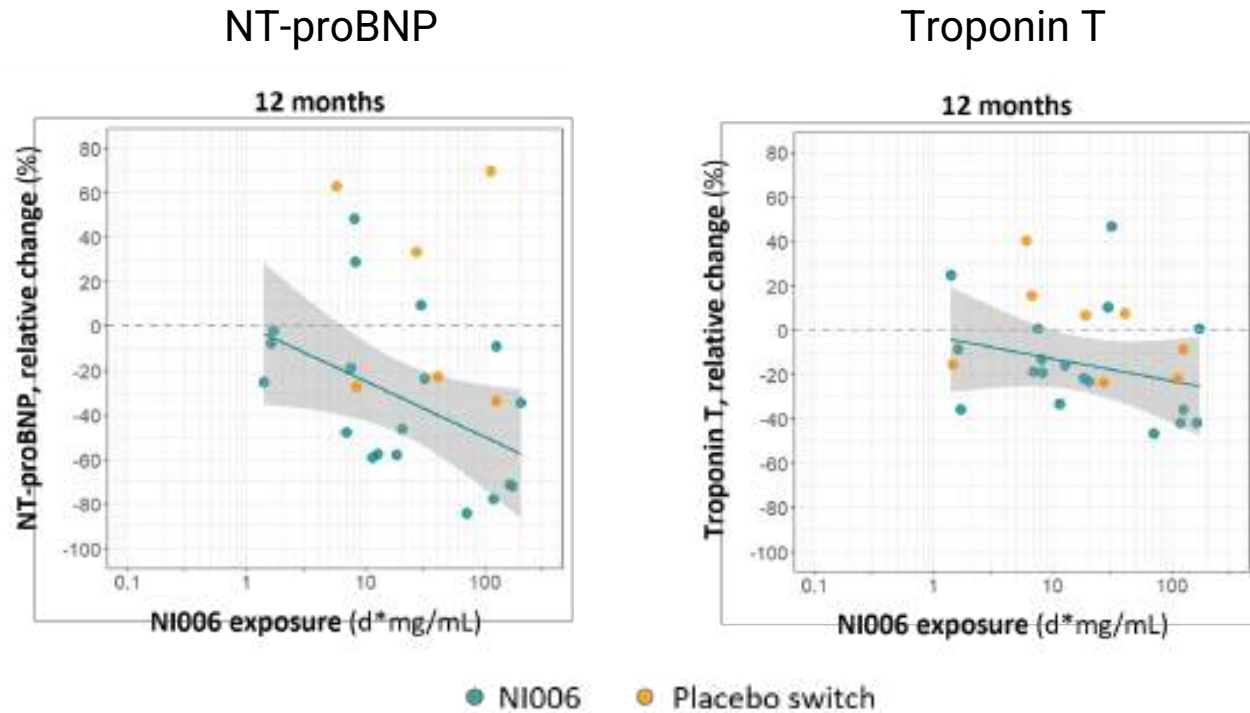 NT-proBNP
12 months
NT-proBNP, relative change (%)
80
60
40
20
0
-20
-40
-60
-80
-100
0.1
1
10
100
NI006 exposure (d*mg/mL)
Troponin T
12 months
Troponin T, relative change (%)
80
60
40
20
0
-20
-40
-60
-80
-100
0.1
1
10
100
NI006 exposure (d*mg/mL)
NI006
Placebo switch